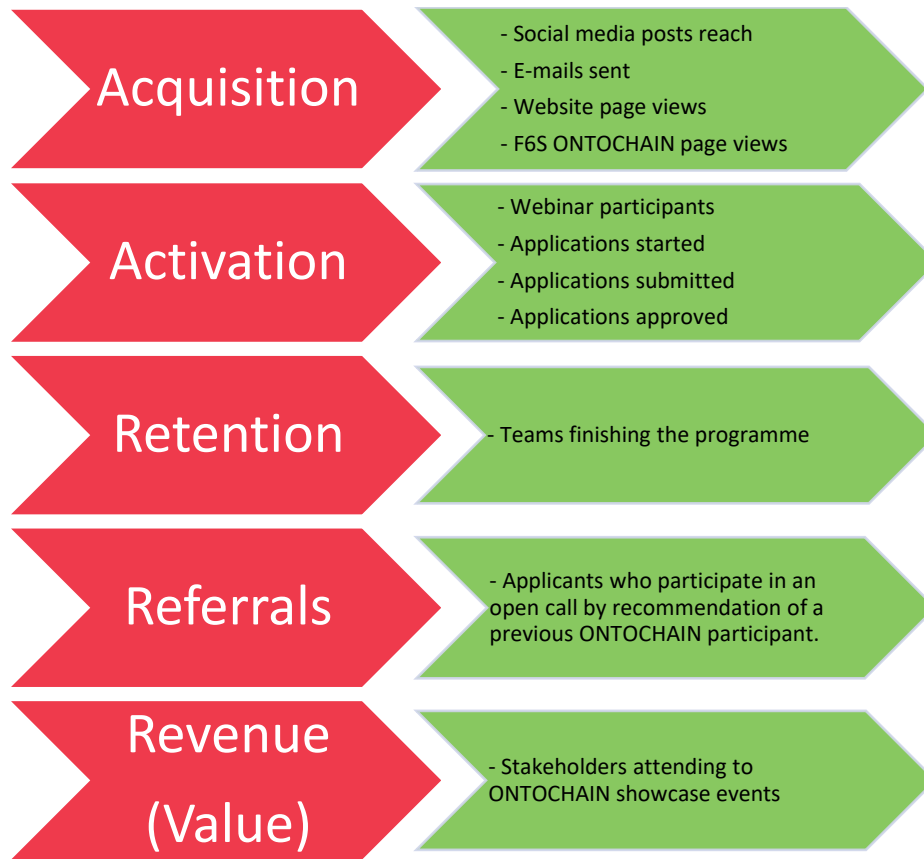 Acquisition
- Social media posts reach
- E-mails sent
- Website page views
- F6S ONTOCHAIN page views
Activation
- Webinar participants
- Applications started
- Applications submitted
- Applications approved
Retention
- Teams finishing the programme
Referrals
- Applicants who participate in an
open call by recommendation of a
previous ONTOCHAIN participant.
Revenue
(Value)
- Stakeholders attending to
ONTOCHAIN showcase events